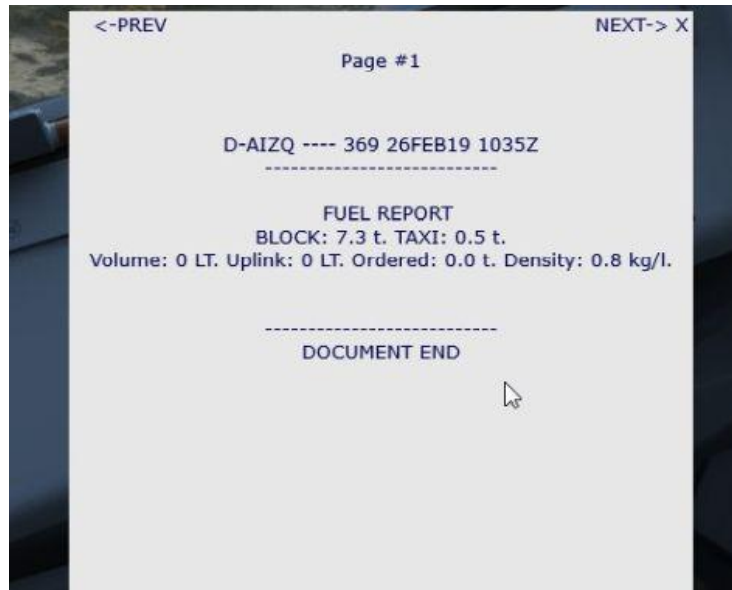 <-PREV NEXT-> X
Page #1
D-AIZQ ---- 369 26FEB19 1035Z
---------------------------
FUEL REPORT
BLOCK: 7.3 t. TAXI: 0.5 t.
Volume: 0 LT. Uplink: 0 LT. Ordered: 0.0 t. Density: 0.8 kg/l.
---------------------------
DOCUMENT END